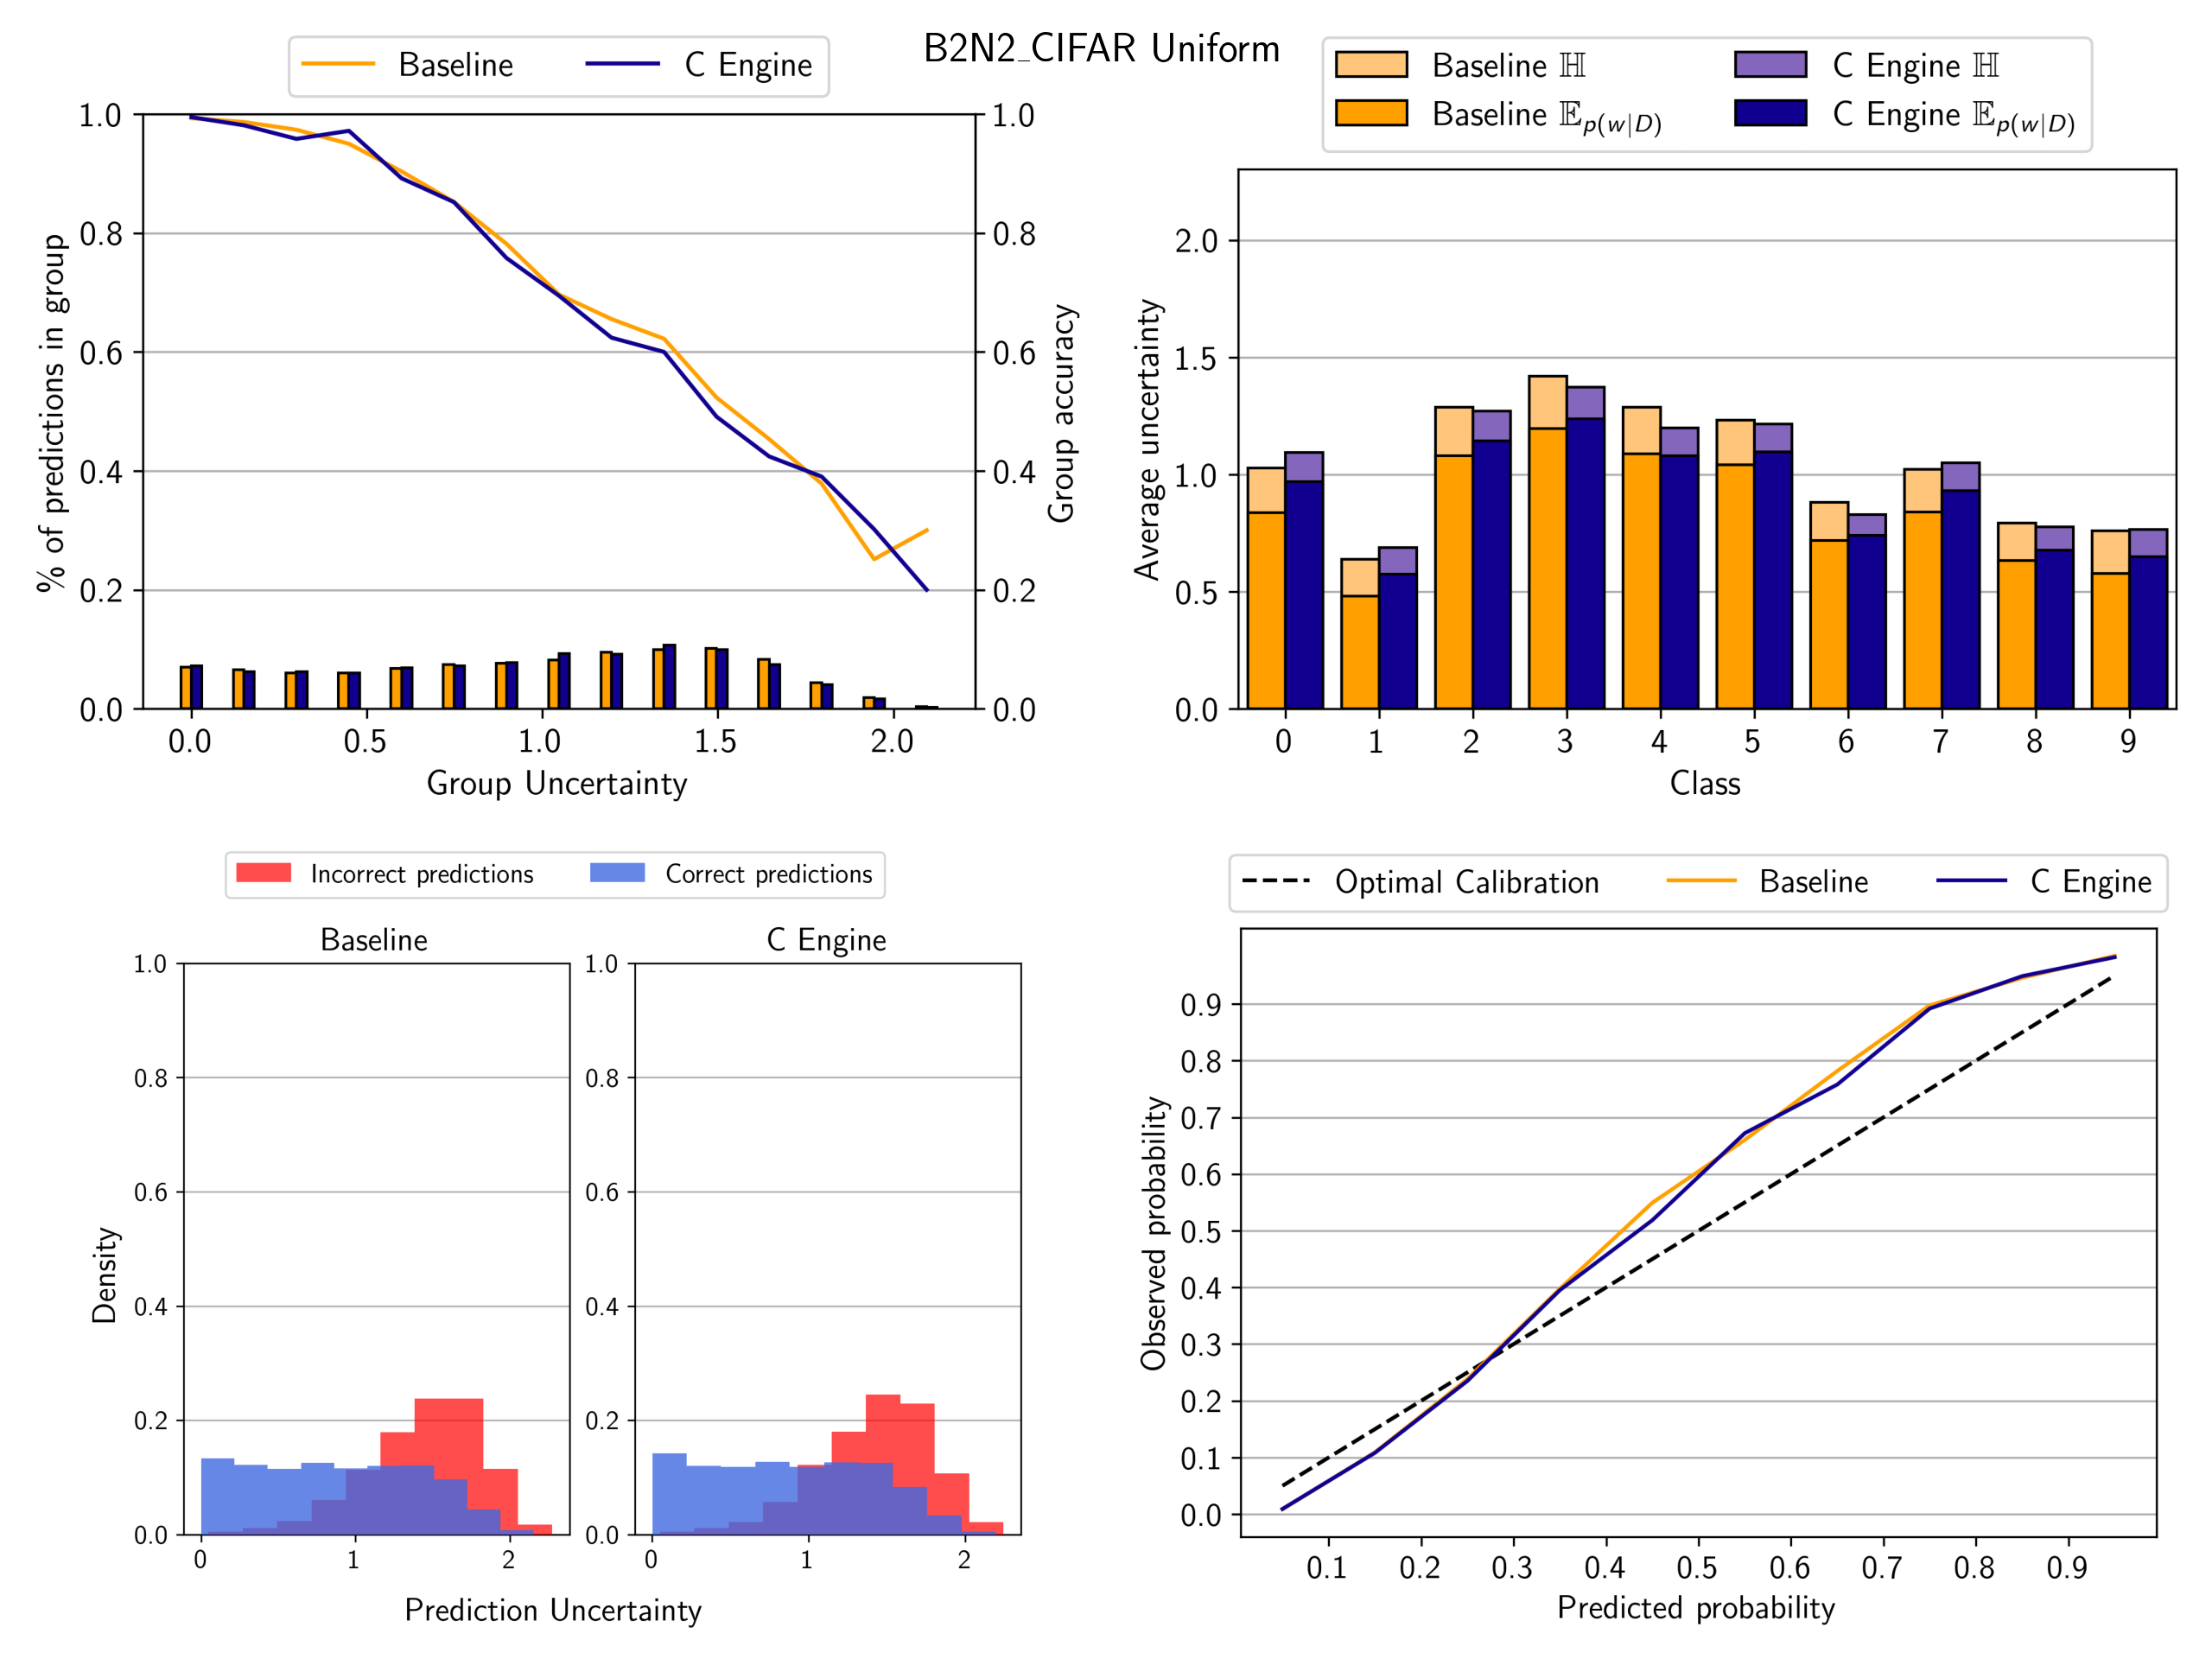 B2N2_CIFAR Uniform
Baseline C Engine
1.0 1.0
0.8 0.8
0.6 0.6
0.4 0.4
0.2 0.2
0.0 0.0
% of predictions in group
Group accuracy
0.0 0.5 1.0 1.5 2.0
Group Uncertainty
Baseline ℍ C Engine ℍ
Baseline 𝔼p(w|D) C Engine 𝔼p(w|D)
2.0
1.5
1.0
0.5
0.0
Average uncertainty
0 1 2 3 4 5 6 7 8 9
Class
Incorrect predictions Correct predictions
Baseline C Engine
1.0 1.0
0.8 0.8
0.6 0.6
0.4 0.4
0.2 0.2
0.0 0.0
Density
0 1 2 0 1 2
Prediction Uncertainty
Optimal Calibration Baseline C Engine
0.9
0.8
0.7
0.6
0.5
0.4
0.3
0.2
0.1
0.0
Observed probability
0.1 0.2 0.3 0.4 0.5 0.6 0.7 0.8 0.9
Predicted probability